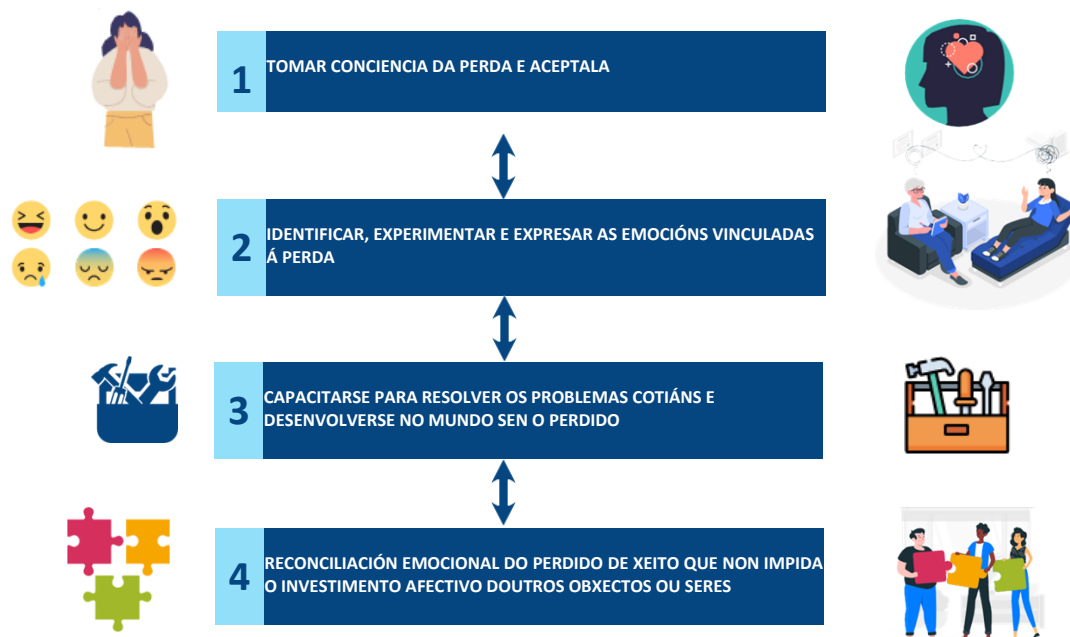 1
TOMAR CONCIENCIA DA PERDA E ACEPTALA
2
IDENTIFICAR, EXPERIMENTAR E EXPRESAR AS EMOCIÓNS VINCULADAS
Á PERDA
3
CAPACITARSE PARA RESOLVER OS PROBLEMAS COTIÁNS E
DESENVOLVERSE NO MUNDO SEN O PERDIDO
4
RECONCILIACIÓN EMOCIONAL DO PERDIDO DE XEITO QUE NON IMPIDA
O INVESTIMENTO AFECTIVO DOUTROS OBXECTOS OU SERES